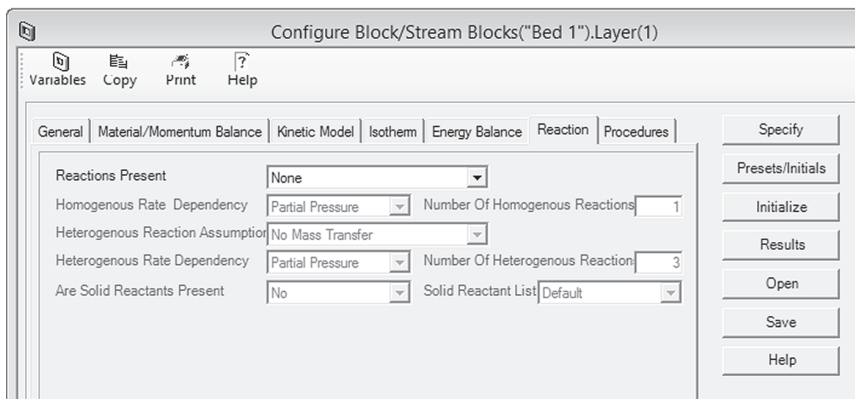 Configure Block/Stream Blocks("Bed 1").Layer(1)
Variables Copy Print Help
General Material/Momentum Balance Kinetic Model Isotherm Energy Balance Reaction Procedures
Specify
Presets/Initials
Initialize
Results
Open
Save
Help
Reactions Present None
Homogenous Rate Dependency Partial Pressure Number Of Homogenous Reactions 1
Heterogenous Reaction Assumption No Mass Transfer
Heterogenous Rate Dependency Partial Pressure Number Of Heterogenous Reaction 3
Are Solid Reactants Present No Solid Reactant List Default